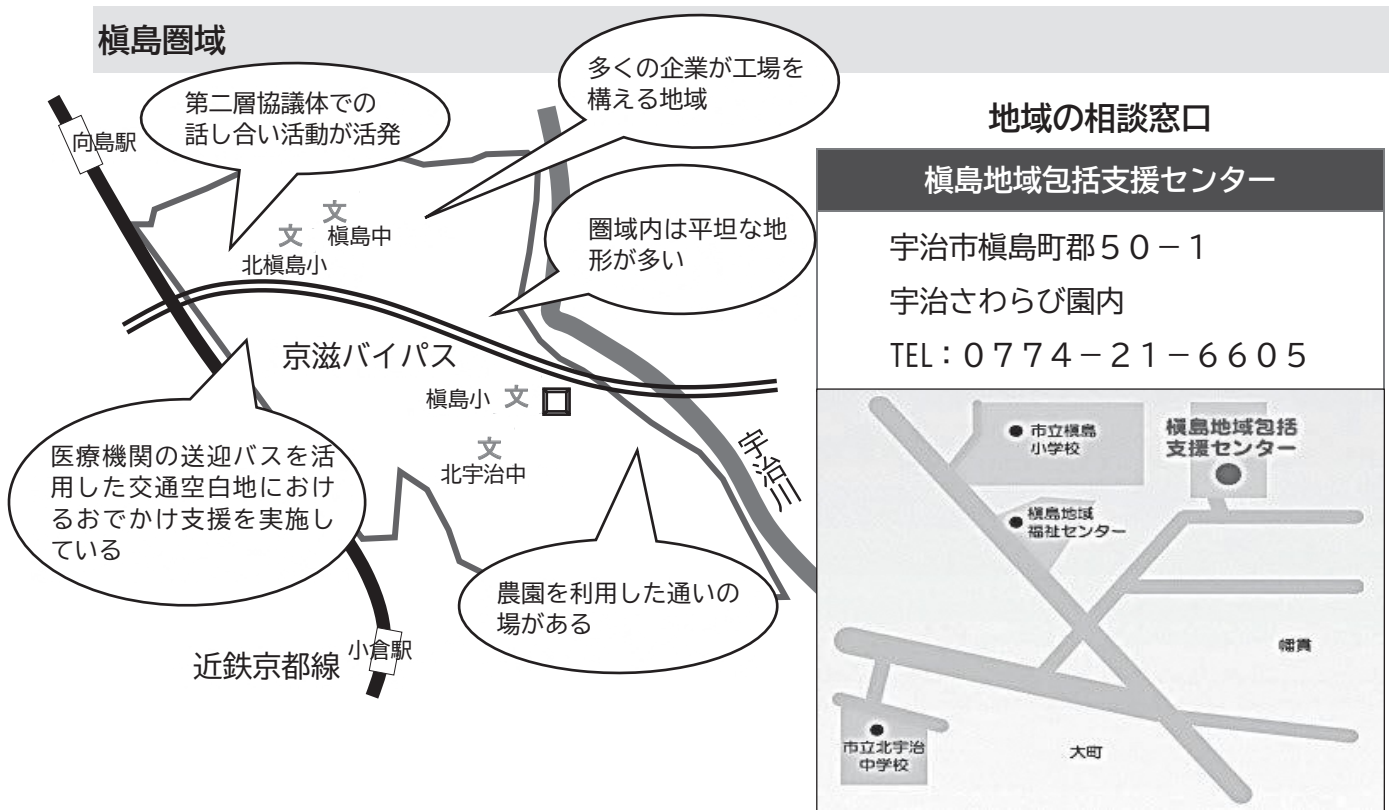 槇島圏域
第二層協議体での
話し合い活動が活発
多くの企業が工場を
構える地域
向島駅
文
槇島中
文
北槇島小
圏域内は平坦な地
形が多い
京滋バイパス
槇島小 文
文
北宇治中
宇治川
医療機関の送迎バスを活
用した交通空白地におけ
るおでかけ支援を実施し
ている
農園を利用した通いの
場がある
近鉄京都線
小倉駅
地域の相談窓口
槇島地域包括支援センター
宇治市槇島町郡50-1
宇治さわらび園内
TEL:0774-21-6605
市立槇島
小学校
槇島地域包括
支援センター
槇島地域
福祉センター
幡貫
大町
市立北宇治
中学校